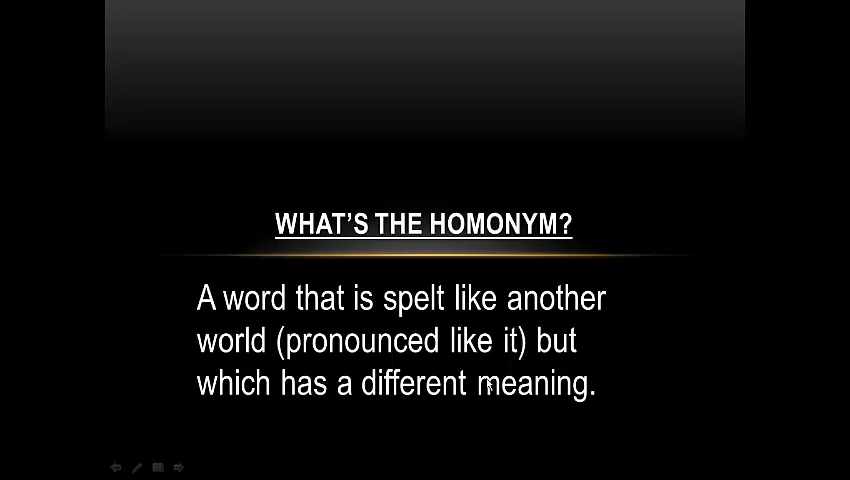 WHAT'S THE HOMONYM?
A word that is spelt like another
world (pronounced like it) but
which has a different meaning.